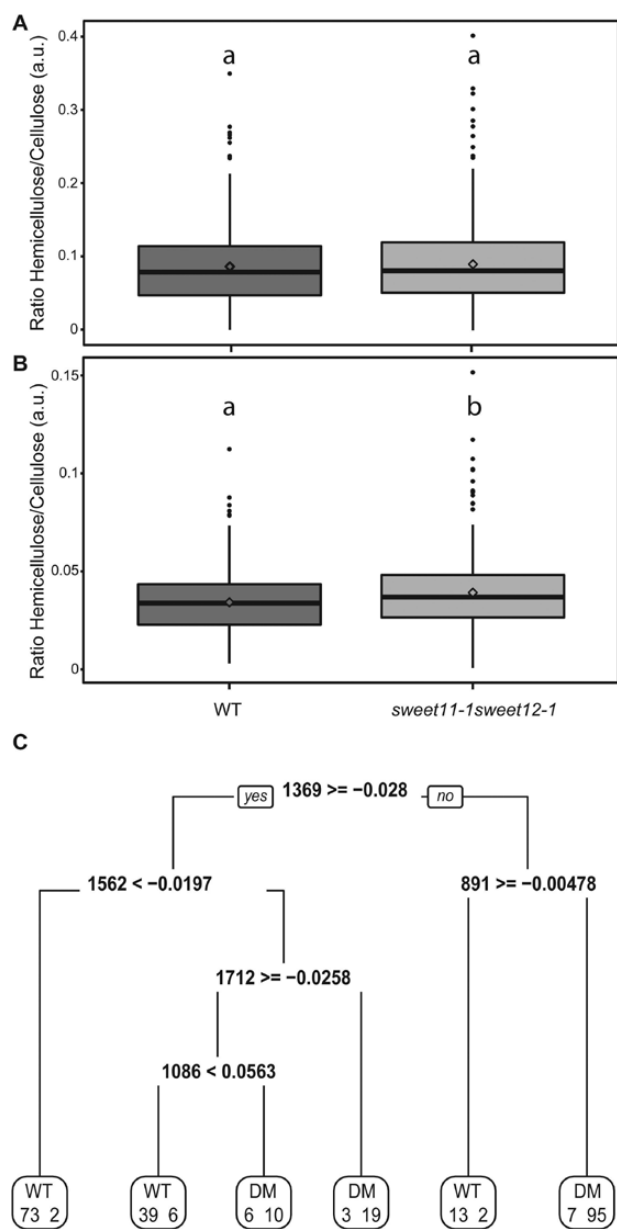 A
Ratio Hemicellulose/Cellulose (a.u.)
0.4
0.3
0.2
0.1
0
a
a
B
Ratio Hemicellulose/Cellulose (a.u.)
0.15
0.1
0.05
0
a
b
WT
sweet11-1sweet12-1
C
yes 1369 >= −0.028 no
1562 < −0.0197
891 >= −0.00478
1712 >= −0.0258
1086 < 0.0563
WT WT DM DM WT DM
73 2 39 6 6 10 3 19 13 2 7 95